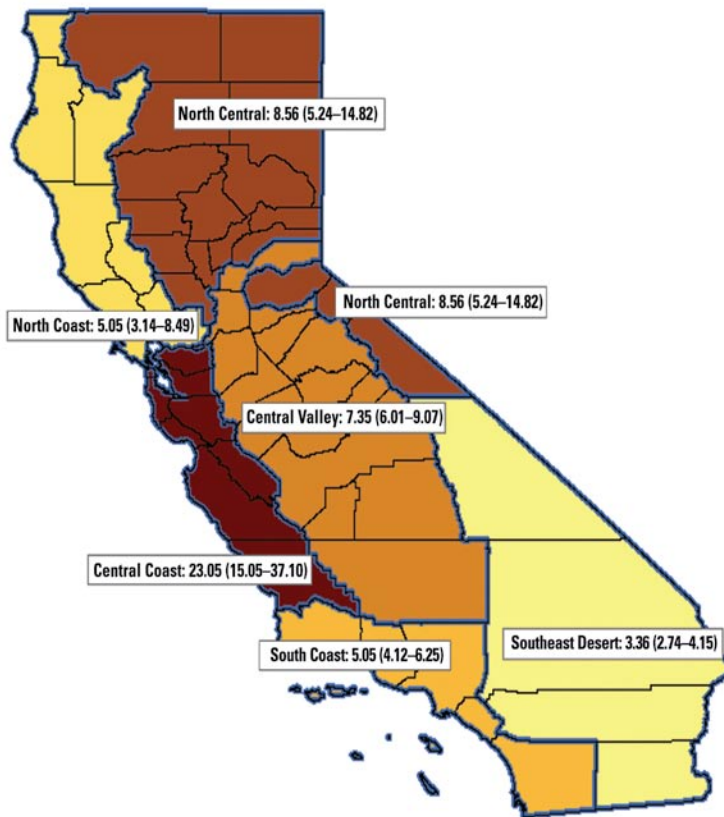 North Central: 8.56 (5.24–14.82)
North Central: 8.56 (5.24–14.82)
North Coast: 5.05 (3.14–8.49)
Central Valley: 7.35 (6.01–9.07)
Central Coast: 23.05 (15.05–37.10)
South Coast: 5.05 (4.12–6.25)
Southeast Desert: 3.36 (2.74–4.15)